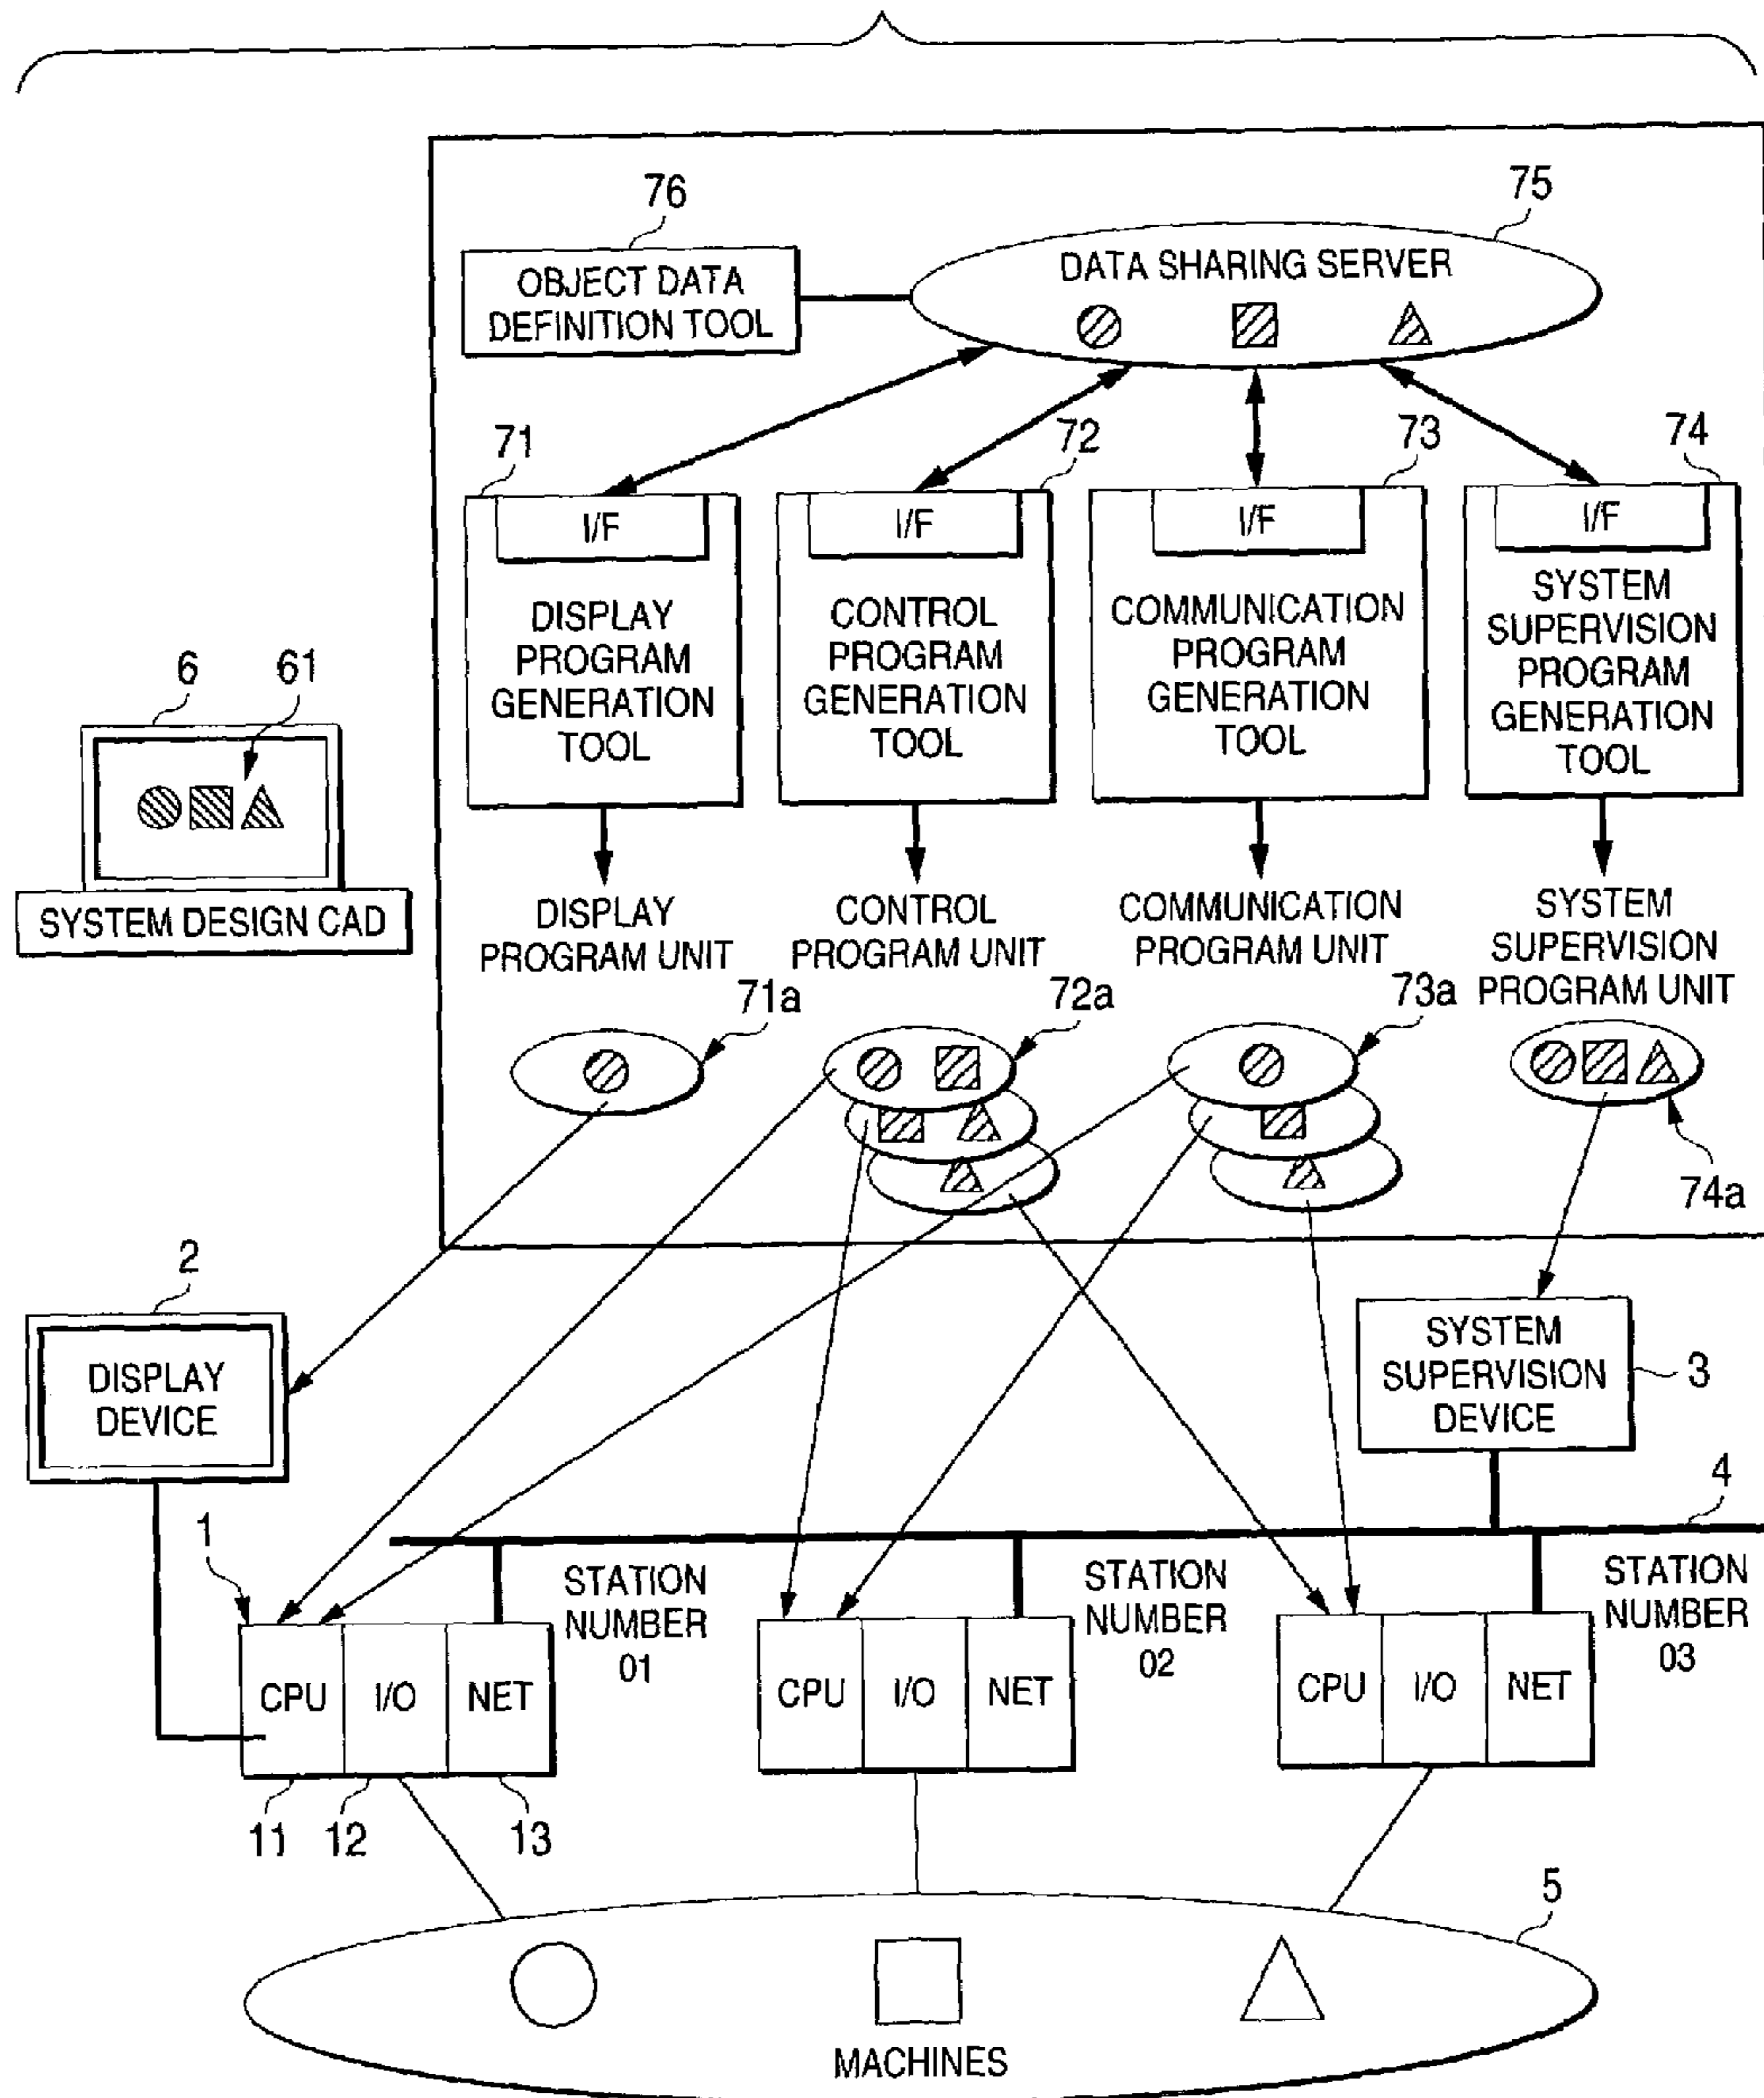 76
75
OBJECT DATA
DEFINITION TOOL
DATA SHARING SERVER
71
72
73
74
I/F
I/F
I/F
I/F
DISPLAY
PROGRAM
GENERATION
TOOL
CONTROL
PROGRAM
GENERATION
TOOL
COMMUNICATION
PROGRAM
GENERATION
TOOL
SYSTEM
SUPERVISION
PROGRAM
GENERATION
TOOL
6
61
SYSTEM DESIGN CAD
DISPLAY
PROGRAM UNIT
CONTROL
PROGRAM UNIT
COMMUNICATION
PROGRAM UNIT
SYSTEM
SUPERVISION
PROGRAM UNIT
71a
72a
73a
74a
2
DISPLAY
DEVICE
SYSTEM
SUPERVISION
DEVICE
3
4
1
STATION
NUMBER
01
STATION
NUMBER
02
STATION
NUMBER
03
CPU
I/O
NET
CPU
I/O
NET
CPU
I/O
NET
11
12
13
5
MACHINES